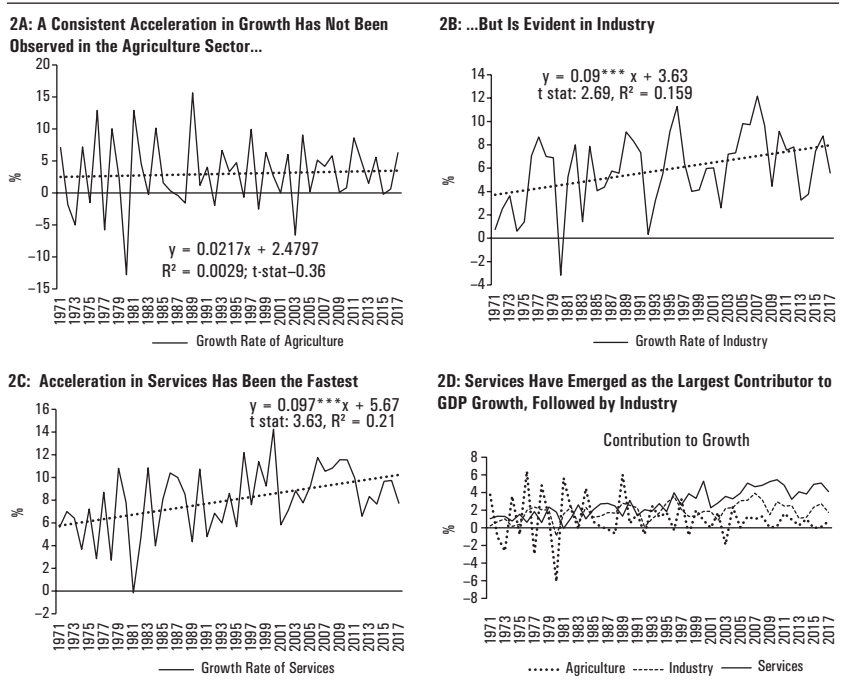 2A: A Consistent Acceleration in Growth Has Not Been
Observed in the Agriculture Sector...
20
15
10
5
0
–5
–10
–15
%
y = 0.0217x + 2.4797
R² = 0.0029; t-stat–0.36
1971 1973 1975 1977 1979 1981 1983 1985 1987 1989 1991 1993 1995 1997 1999 2001 2003 2005 2007 2009 2011 2013 2015 2017
Growth Rate of Agriculture
2B: ...But Is Evident in Industry
14
12
10
8
6
4
2
0
–2
–4
%
y = 0.09*** x + 3.63
t stat: 2.69, R² = 0.159
1971 1973 1975 1977 1979 1981 1983 1985 1987 1989 1991 1993 1995 1997 1999 2001 2003 2005 2007 2009 2011 2013 2015 2017
Growth Rate of Industry
2C: Acceleration in Services Has Been the Fastest
16
14
12
10
8
6
4
2
0
–2
%
y = 0.097***x + 5.67
t stat: 3.63, R² = 0.21
1971 1973 1975 1977 1979 1981 1983 1985 1987 1989 1991 1993 1995 1997 1999 2001 2003 2005 2007 2009 2011 2013 2015 2017
Growth Rate of Services
2D: Services Have Emerged as the Largest Contributor to
GDP Growth, Followed by Industry
Contribution to Growth
8
6
4
2
0
–2
–4
–6
–8
%
1971 1973 1975 1977 1979 1981 1983 1985 1987 1989 1991 1993 1995 1997 1999 2001 2003 2005 2007 2009 2011 2013 2015 2017
Agriculture Industry Services